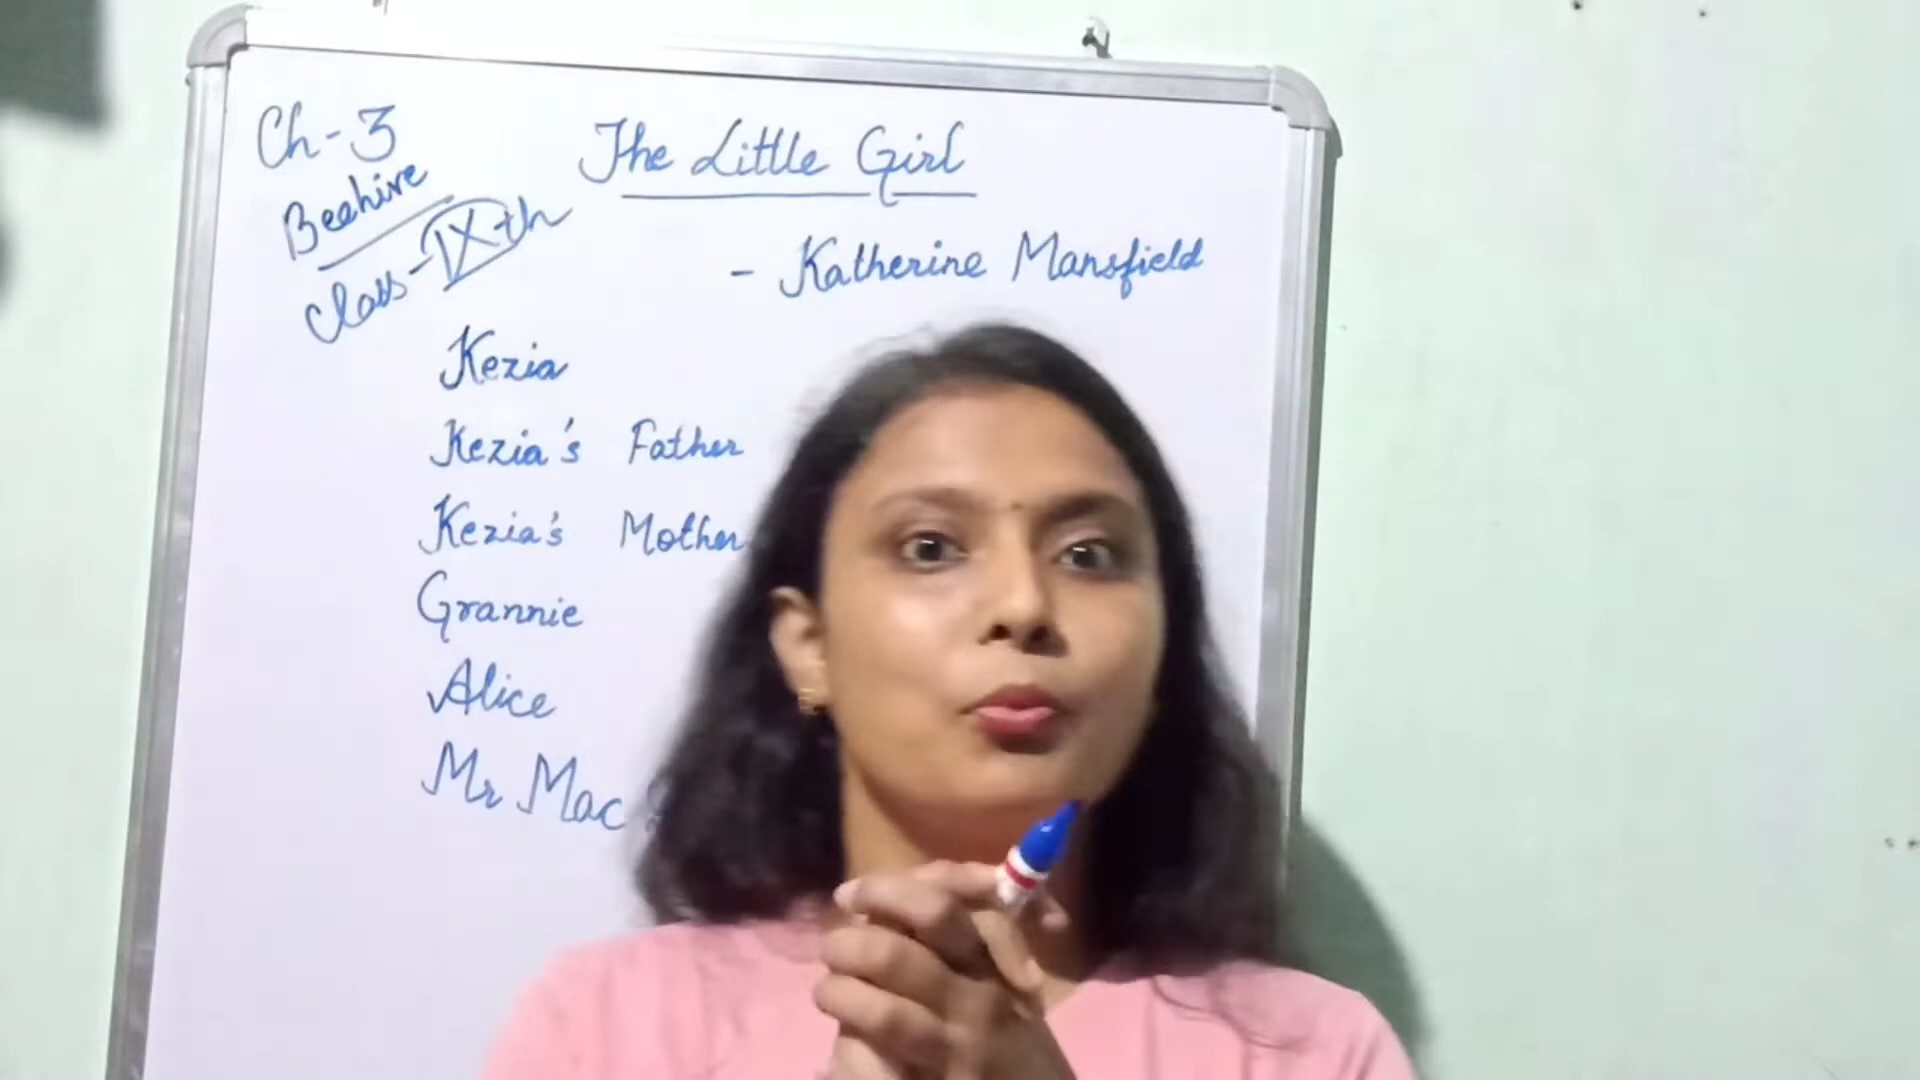 Ch-3
Beehive
Class-IXth
The Little Girl
- Katherine Mansfield
Kezia
Kezia's Father
Kezia's Mother
Grannie
Alice
Mr Mac